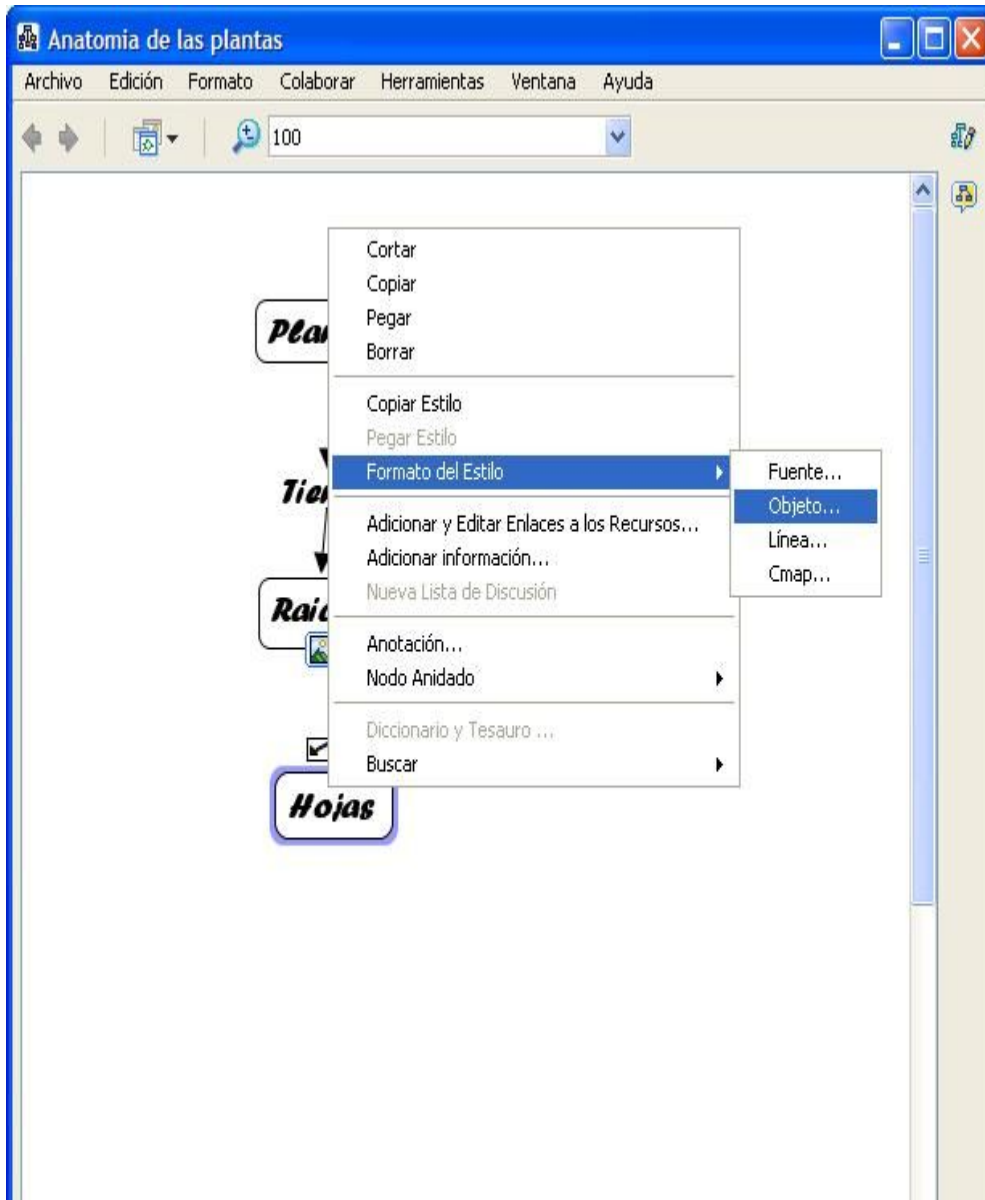 Anatomia de las plantas
Archivo Edición Formato Colaborar Herramientas Ventana Ayuda
100
Cortar
Copiar
Pegar
Borrar
Copiar Estilo
Pegar Estilo
Formato del Estilo
Fuente...
Objeto...
Línea...
Cmap...
Adicionar y Editar Enlaces a los Recursos...
Adicionar información...
Nueva Lista de Discusión
Anotación...
Nodo Anidado
Diccionario y Tesauro ...
Buscar
Hojas